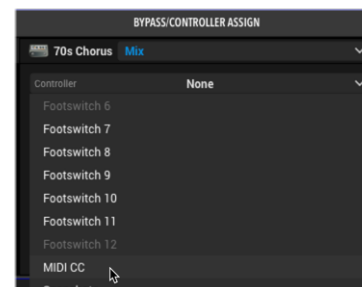 BYPASS/CONTROLLER ASSIGN
70s Chorus Mix
Controller None
Footswitch 6
Footswitch 7
Footswitch 8
Footswitch 9
Footswitch 10
Footswitch 11
Footswitch 12
MIDI CC